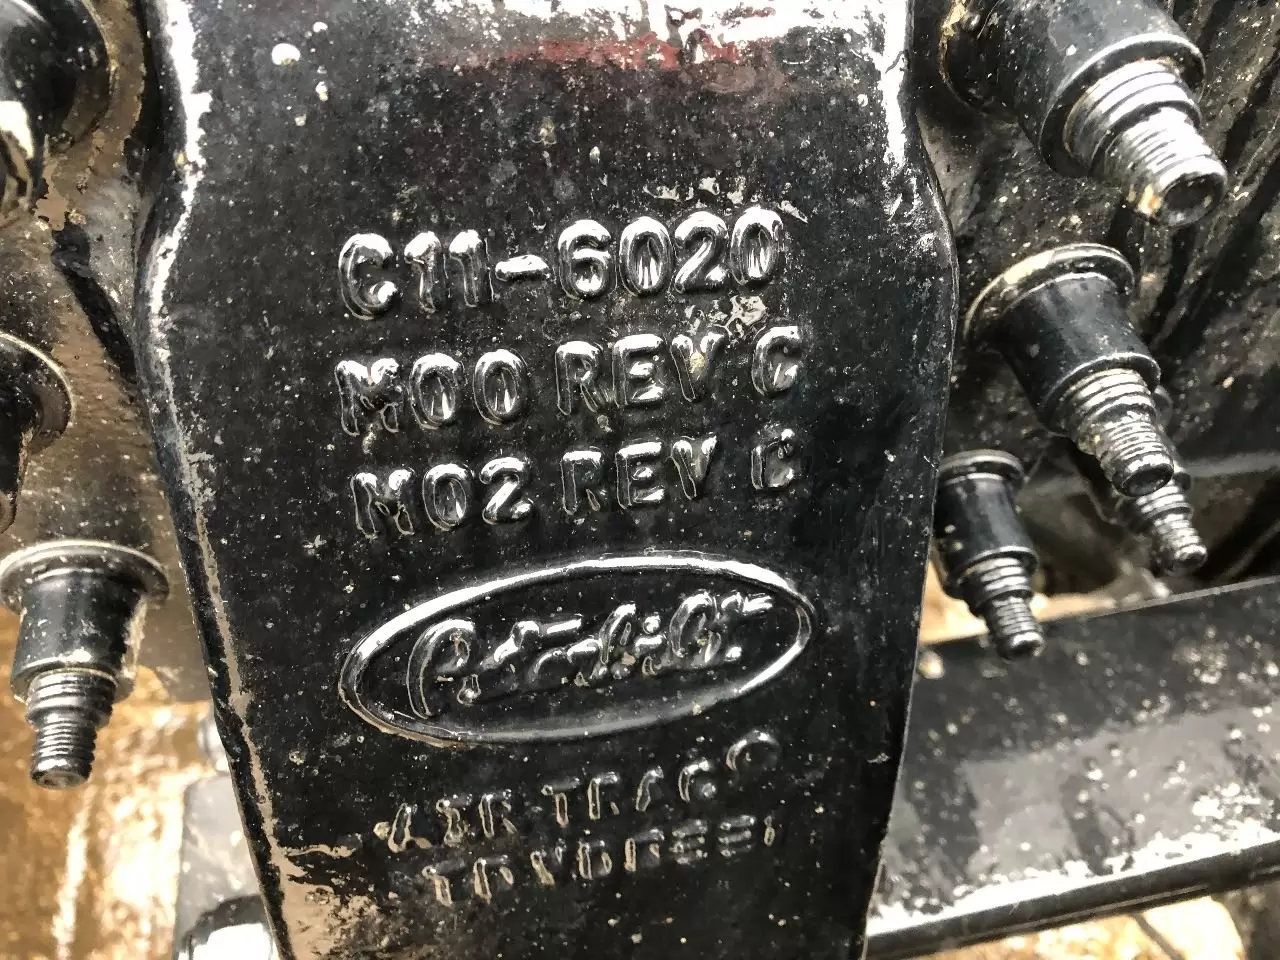 C11-6020
M00 REV C
M02 REV C
Peterbilt
AIR TRAC